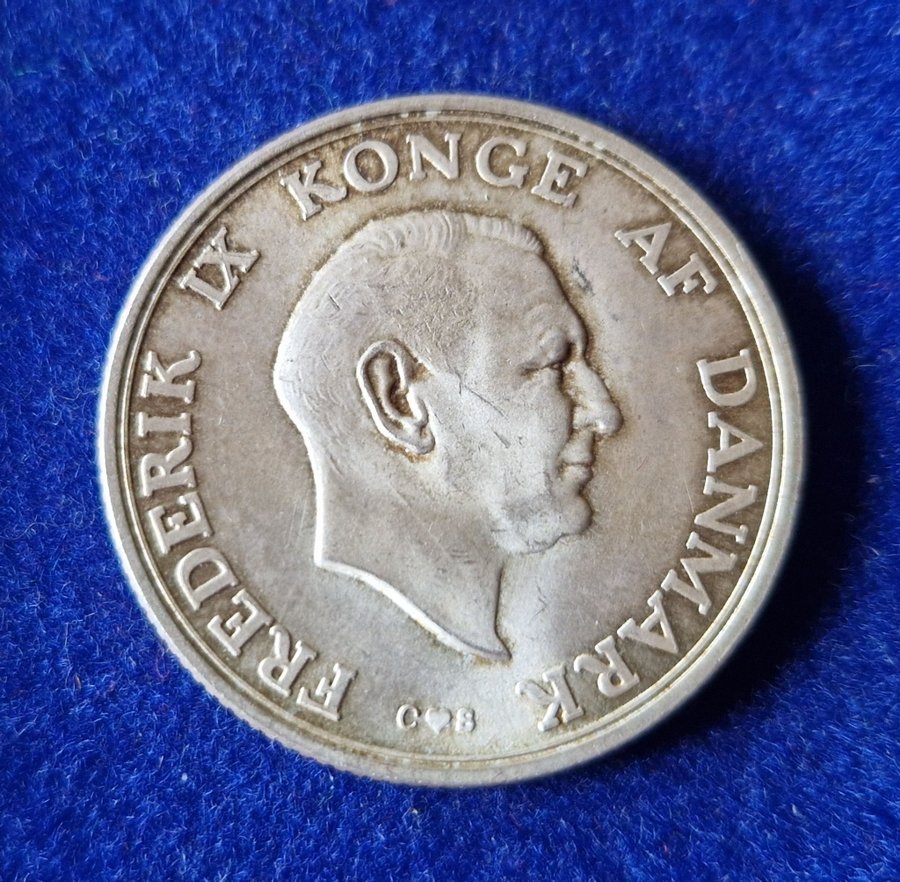 FREDERIK IX KONGE AF DANMARK
C♥S